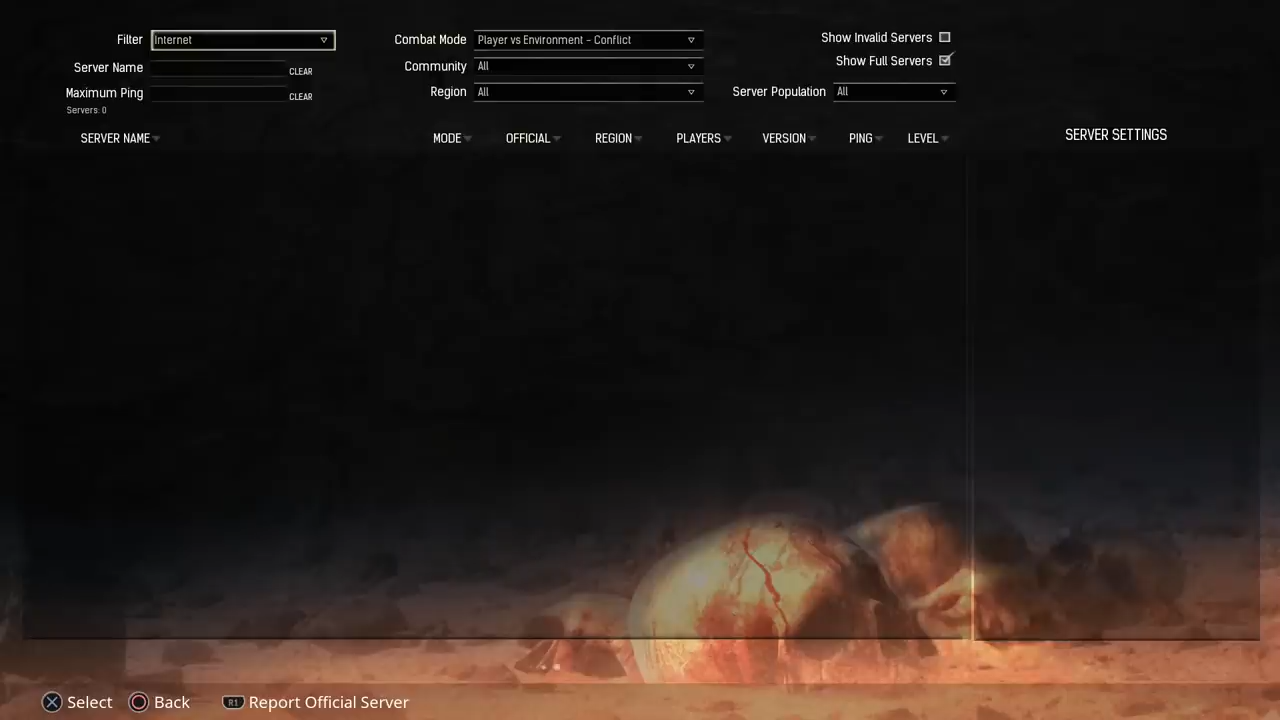 Filter Internet
Server Name CLEAR
Maximum Ping CLEAR
Servers: 0
Combat Mode Player vs Environment - Conflict
Community All
Region All
Show Invalid Servers
Show Full Servers
Server Population All
SERVER NAME MODE OFFICIAL REGION PLAYERS VERSION PING LEVEL
SERVER SETTINGS
Select Back R1 Report Official Server